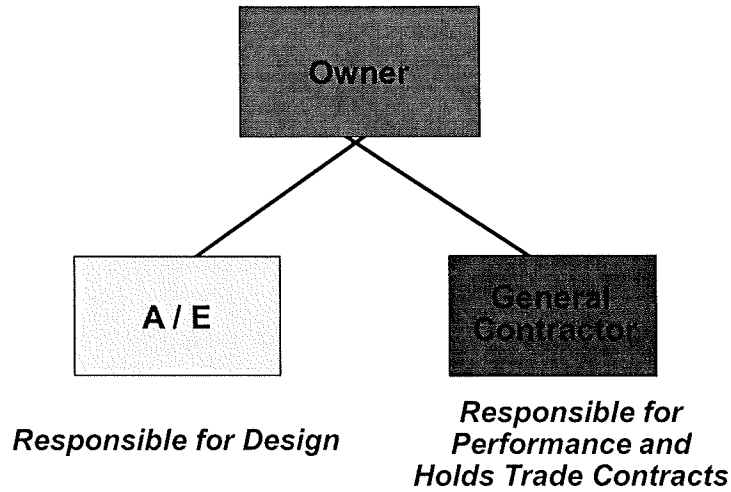 Owner
A / E
General
Contractor
Responsible for Design
Responsible for
Performance and
Holds Trade Contracts